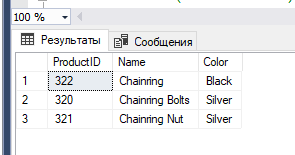 100 %
Результаты Сообщения
ProductID Name Color
1 322 Chainring Black
2 320 Chainring Bolts Silver
3 321 Chainring Nut Silver